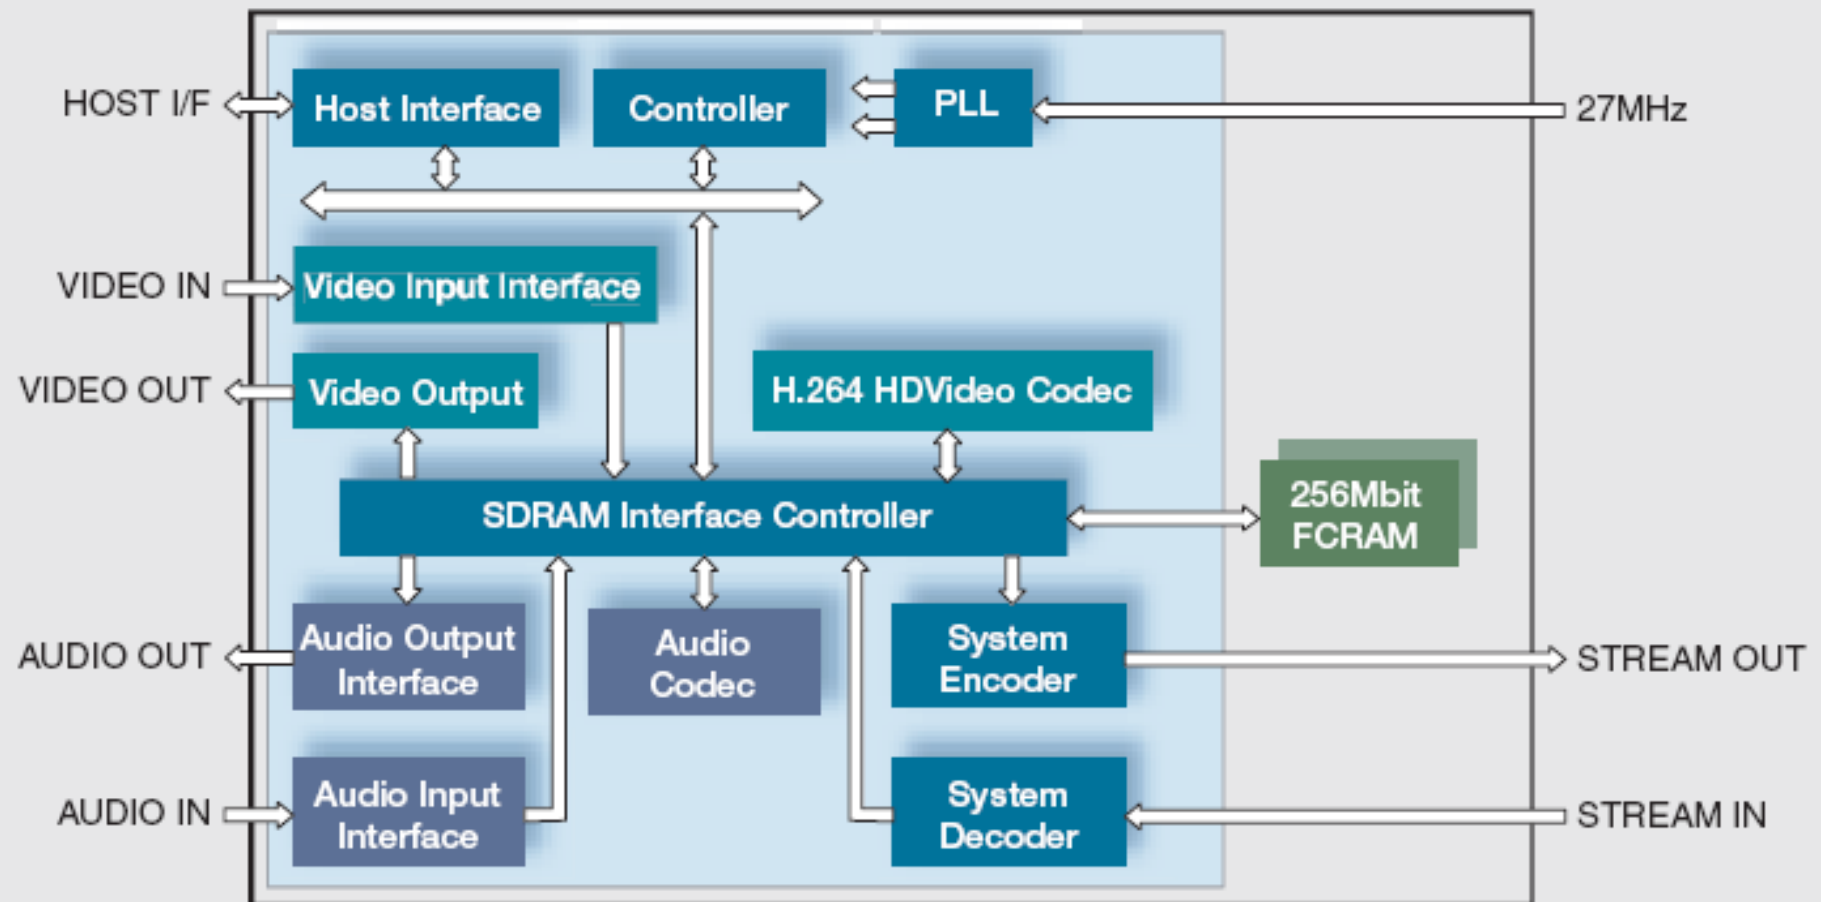 HOST I/F
Host Interface
Controller
PLL
27MHz
VIDEO IN
Video Input Interface
VIDEO OUT
Video Output
H.264 HDVideo Codec
SDRAM Interface Controller
256Mbit
FCRAM
AUDIO OUT
Audio Output
Interface
Audio
Codec
System
Encoder
STREAM OUT
AUDIO IN
Audio Input
Interface
System
Decoder
STREAM IN